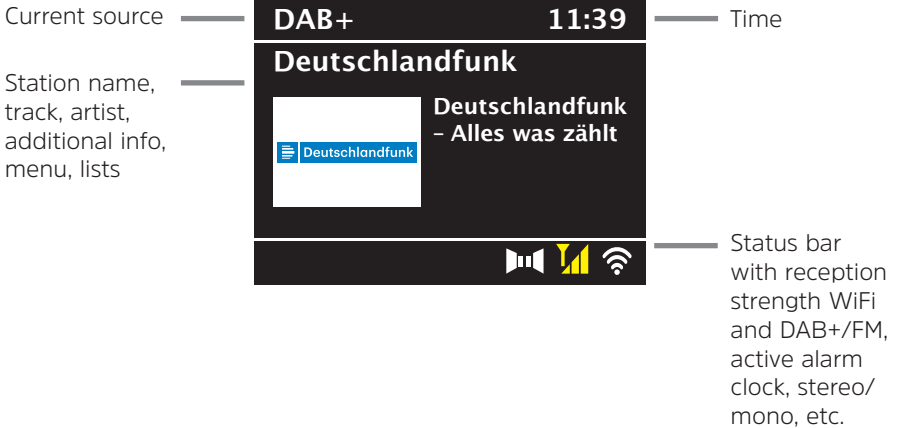 Current source
DAB+ 11:39
Time
Station name,
track, artist,
additional info,
menu, lists
Deutschlandfunk
Deutschlandfunk
Deutschlandfunk
– Alles was zählt
Status bar
with reception
strength WiFi
and DAB+/FM,
active alarm
clock, stereo/
mono, etc.